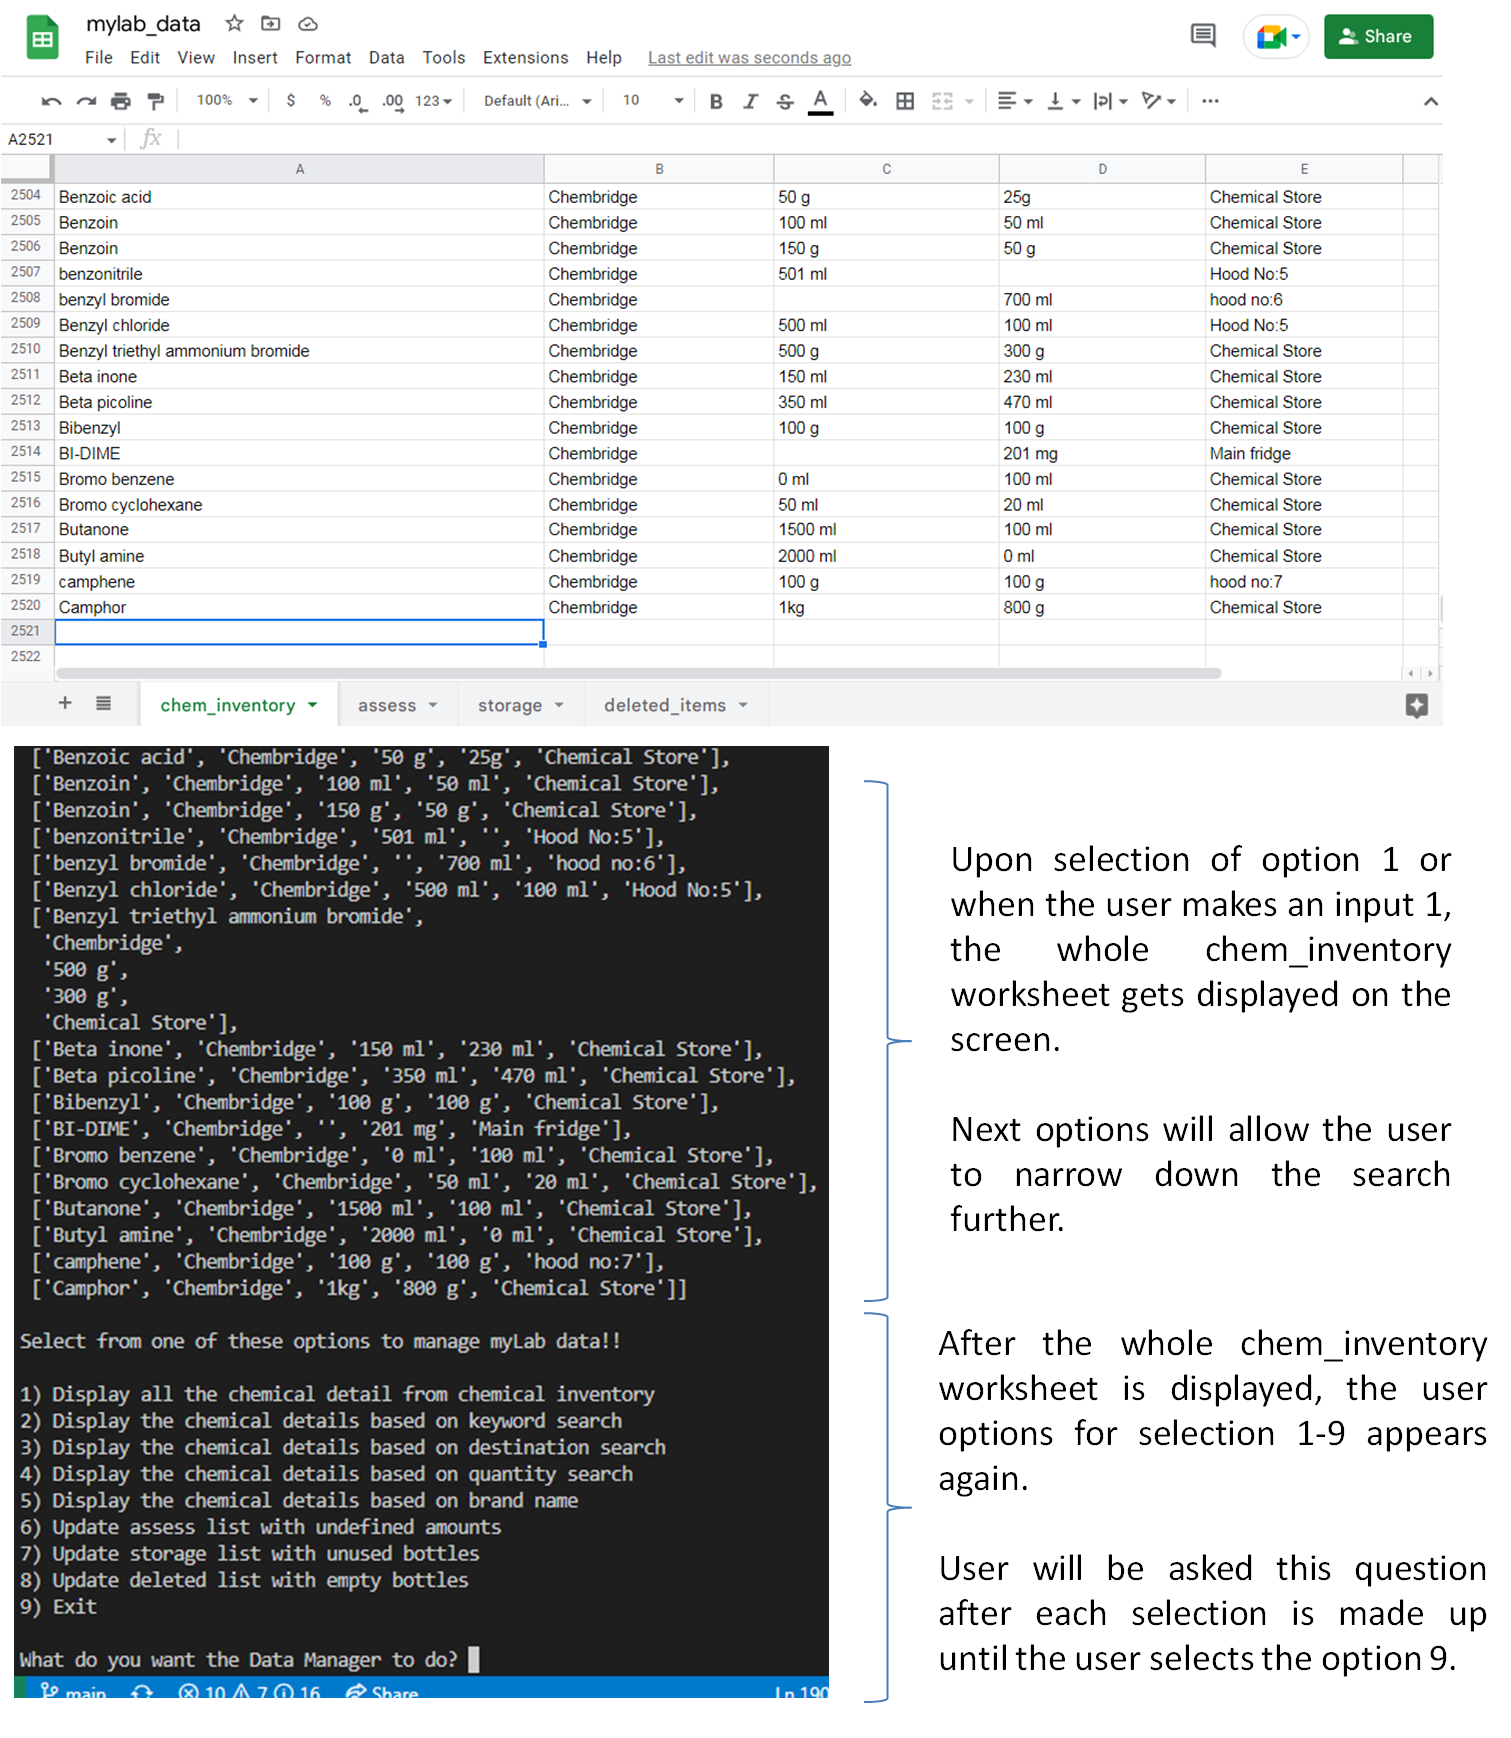 mylab_data
File Edit View Insert Format Data Tools Extensions Help Last edit was seconds ago
Share
100% $ % .0 .00 123 Default (Ari... 10 B I S A ...
A2521 fx
A B C D E
2504 Benzoic acid Chembridge 50 g 25g Chemical Store
2505 Benzoin Chembridge 100 ml 50 ml Chemical Store
2506 Benzoin Chembridge 150 g 50 g Chemical Store
2507 benzonitrile Chembridge 501 ml Hood No:5
2508 benzyl bromide Chembridge 700 ml hood no:6
2509 Benzyl chloride Chembridge 500 ml 100 ml Hood No:5
2510 Benzyl triethyl ammonium bromide Chembridge 500 g 300 g Chemical Store
2511 Beta inone Chembridge 150 ml 230 ml Chemical Store
2512 Beta picoline Chembridge 350 ml 470 ml Chemical Store
2513 Bibenzyl Chembridge 100 g 100 g Chemical Store
2514 BI-DIME Chembridge 201 mg Main fridge
2515 Bromo benzene Chembridge 0 ml 100 ml Chemical Store
2516 Bromo cyclohexane Chembridge 50 ml 20 ml Chemical Store
2517 Butanone Chembridge 1500 ml 100 ml Chemical Store
2518 Butyl amine Chembridge 2000 ml 0 ml Chemical Store
2519 camphene Chembridge 100 g 100 g hood no:7
2520 Camphor Chembridge 1kg 800 g Chemical Store
2521
2522
+ chem_inventory assess storage deleted_items
['Benzoic acid', 'Chembridge', '50 g', '25g', 'Chemical Store'],
['Benzoin', 'Chembridge', '100 ml', '50 ml', 'Chemical Store'],
['Benzoin', 'Chembridge', '150 g', '50 g', 'Chemical Store'],
['benzonitrile', 'Chembridge', '501 ml', '', 'Hood No:5'],
['benzyl bromide', 'Chembridge', '', '700 ml', 'hood no:6'],
['Benzyl chloride', 'Chembridge', '500 ml', '100 ml', 'Hood No:5'],
['Benzyl triethyl ammonium bromide',
'Chembridge',
'500 g',
'300 g',
'Chemical Store'],
['Beta inone', 'Chembridge', '150 ml', '230 ml', 'Chemical Store'],
['Beta picoline', 'Chembridge', '350 ml', '470 ml', 'Chemical Store'],
['Bibenzyl', 'Chembridge', '100 g', '100 g', 'Chemical Store'],
['BI-DIME', 'Chembridge', '', '201 mg', 'Main fridge'],
['Bromo benzene', 'Chembridge', '0 ml', '100 ml', 'Chemical Store'],
['Bromo cyclohexane', 'Chembridge', '50 ml', '20 ml', 'Chemical Store'],
['Butanone', 'Chembridge', '1500 ml', '100 ml', 'Chemical Store'],
['Butyl amine', 'Chembridge', '2000 ml', '0 ml', 'Chemical Store'],
['camphene', 'Chembridge', '100 g', '100 g', 'hood no:7'],
['Camphor', 'Chembridge', '1kg', '800 g', 'Chemical Store']]
Select from one of these options to manage myLab data!!
1) Display all the chemical detail from chemical inventory
2) Display the chemical details based on keyword search
3) Display the chemical details based on destination search
4) Display the chemical details based on quantity search
5) Display the chemical details based on brand name
6) Update assess list with undefined amounts
7) Update storage list with unused bottles
8) Update deleted list with empty bottles
9) Exit
What do you want the Data Manager to do?
main 10 7 16 Share Ln 190
Upon selection of option 1 or
when the user makes an input 1,
the whole chem_inventory
worksheet gets displayed on the
screen.
Next options will allow the user
to narrow down the search
further.
After the whole chem_inventory
worksheet is displayed, the user
options for selection 1-9 appears
again.
User will be asked this question
after each selection is made up
until the user selects the option 9.